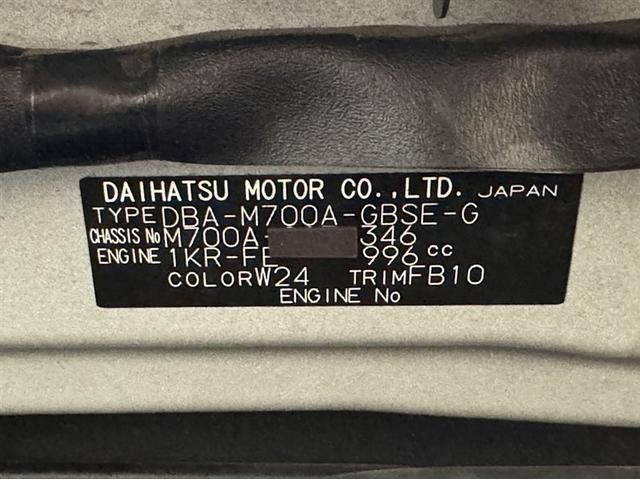 DAIHATSU MOTOR CO.,LTD. JAPAN
TYPE DBA-M700A-GBSE-G
CHASSIS No M700A- 346
ENGINE 1KR-FE 996 cc
COLOR W24 TRIM FB10
ENGINE No